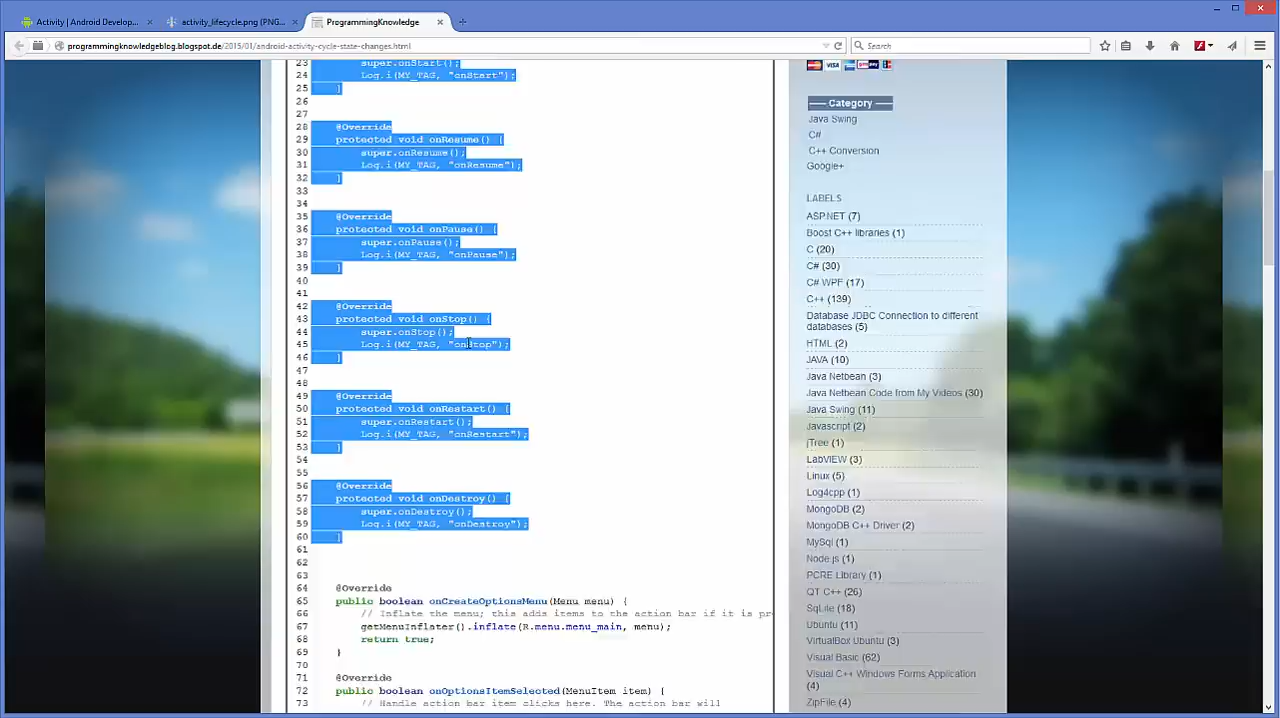 Activity | Android Develop...
activity_lifecycle.png (PNG...
ProgrammingKnowledge
programmingknowledgeblog.blogspot.de/2015/01/android-activity-cycle-state-changes.html
Search
23 super.onStart();
24 Log.i(MY_TAG, "onStart");
25 }
26
27
28 @Override
29 protected void onResume() {
30 super.onResume();
31 Log.i(MY_TAG, "onResume");
32 }
33
34
35 @Override
36 protected void onPause() {
37 super.onPause();
38 Log.i(MY_TAG, "onPause");
39 }
40
41
42 @Override
43 protected void onStop() {
44 super.onStop();
45 Log.i(MY_TAG, "onStop");
46 }
47
48
49 @Override
50 protected void onRestart() {
51 super.onRestart();
52 Log.i(MY_TAG, "onRestart");
53 }
54
55
56 @Override
57 protected void onDestroy() {
58 super.onDestroy();
59 Log.i(MY_TAG, "onDestroy");
60 }
61
62
63
64 @Override
65 public boolean onCreateOptionsMenu(Menu menu) {
66 // Inflate the menu; this adds items to the action bar if it is pr
67 getMenuInflater().inflate(R.menu.menu_main, menu);
68 return true;
69 }
70
71 @Override
72 public boolean onOptionsItemSelected(MenuItem item) {
73 // Handle action bar item clicks here. The action bar will
VISA
Category
Java Swing
C#
C++ Conversion
Google+
LABELS
ASP.NET (7)
Boost C++ libraries (1)
C (20)
C# (30)
C# WPF (17)
C++ (139)
Database JDBC Connection to different
databases (5)
HTML (2)
JAVA (10)
Java Netbean (3)
Java Netbean Code from My Videos (30)
Java Swing (11)
Javascript (2)
jTree (1)
LabVIEW (3)
Linux (5)
Log4cpp (1)
MongoDB (2)
MongoDB C++ Driver (2)
MySql (1)
Node.js (1)
PCRE Library (1)
QT C++ (26)
SqLite (18)
Ubuntu (11)
VirtualBox Ubuntu (3)
Visual Basic (62)
Visual C++ Windows Forms Application
(4)
ZipFile (4)